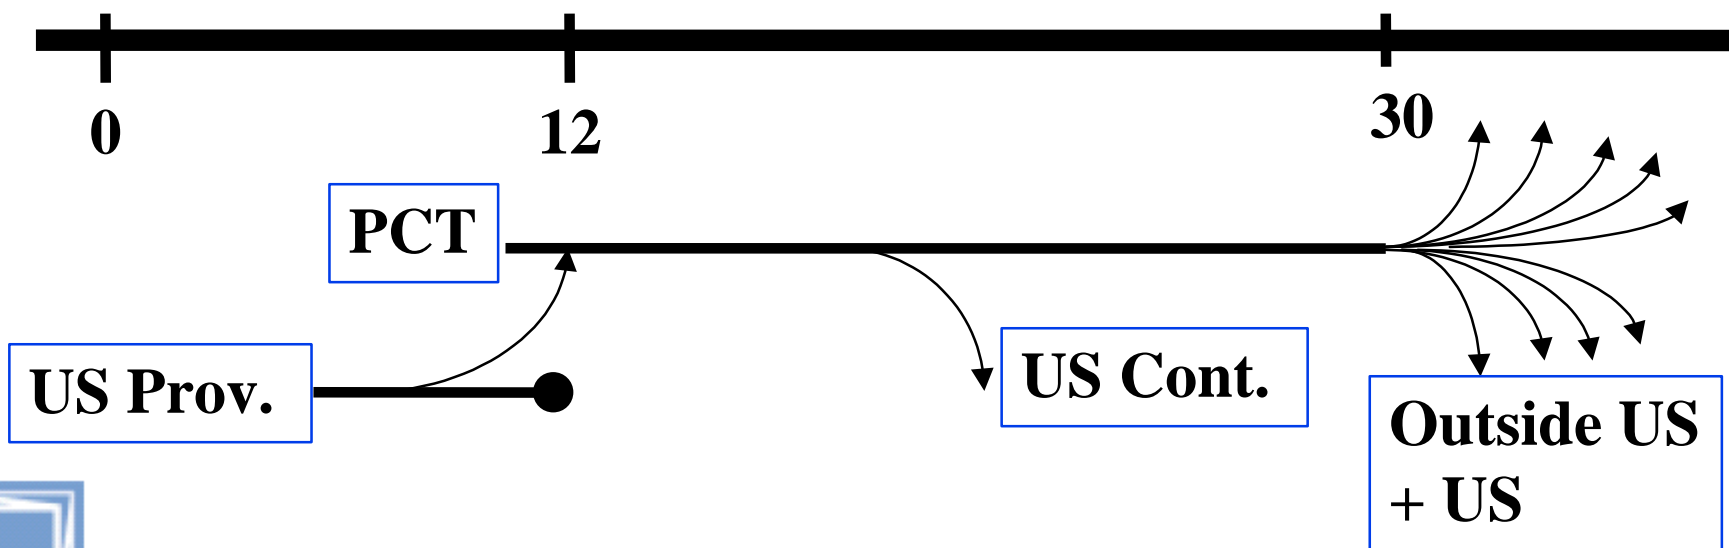 0
12
30
PCT
US Prov.
US Cont.
Outside US
+ US